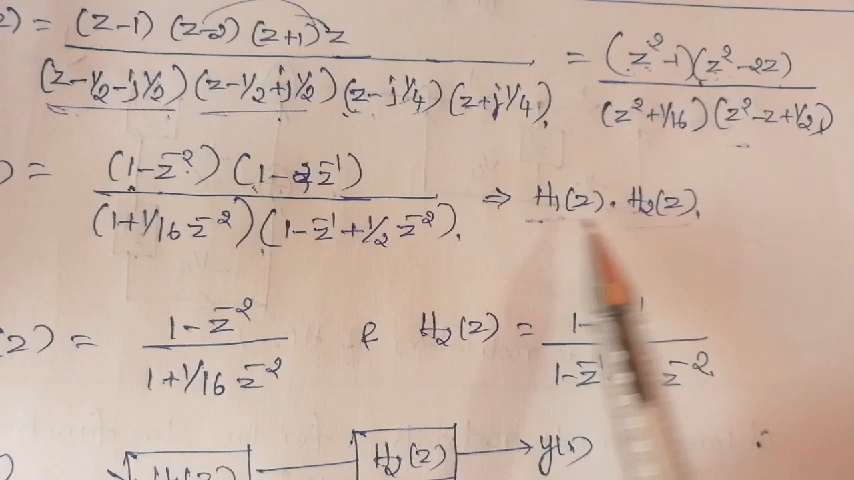 z) = (z-1) (z-2) (z+1) z / (z-1/2-j1/2) (z-1/2+j1/2) (z-j1/4) (z+j1/4) = (z²-1)(z²-2z) / (z²+1/16) (z²-z+1/2)
) = (1-z⁻²) (1-2z⁻¹) / (1+1/16 z⁻²) (1-z⁻¹+1/2 z⁻²) ⇒ H₁(z) . H₂(z).
(z) = 1-z⁻² / 1+1/16 z⁻² & H₂(z) = 1- / 1-z⁻¹ z⁻²
H₂(z) → y(n)